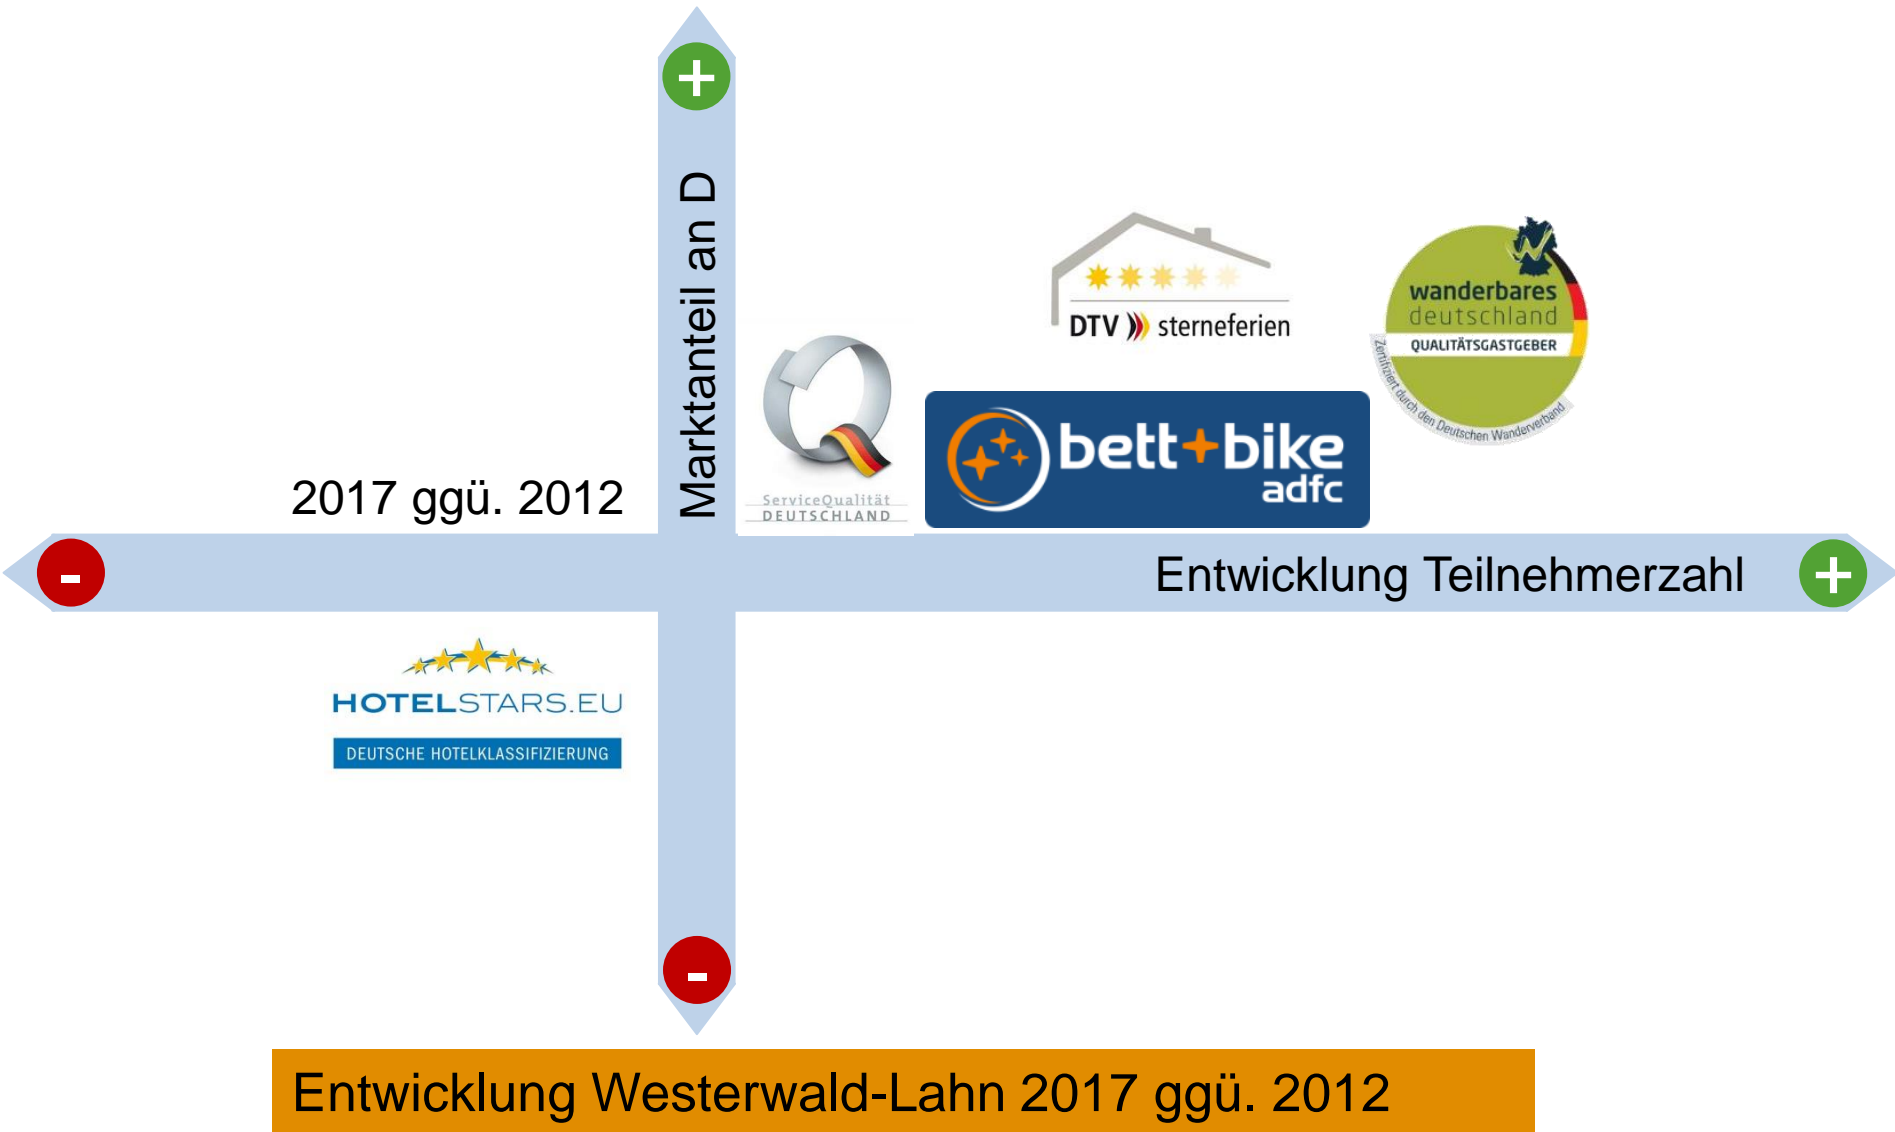 +
Marktanteil an D
DTV sterneferien
wanderbares
deutschland
QUALITÄTSGASTGEBER
Zertifiziert durch den Deutschen Wanderverband
ServiceQualität
DEUTSCHLAND
bett+bike
adfc
2017 ggü. 2012
-
Entwicklung Teilnehmerzahl
+
HOTELSTARS.EU
DEUTSCHE HOTELKLASSIFIZIERUNG
-
Entwicklung Westerwald-Lahn 2017 ggü. 2012